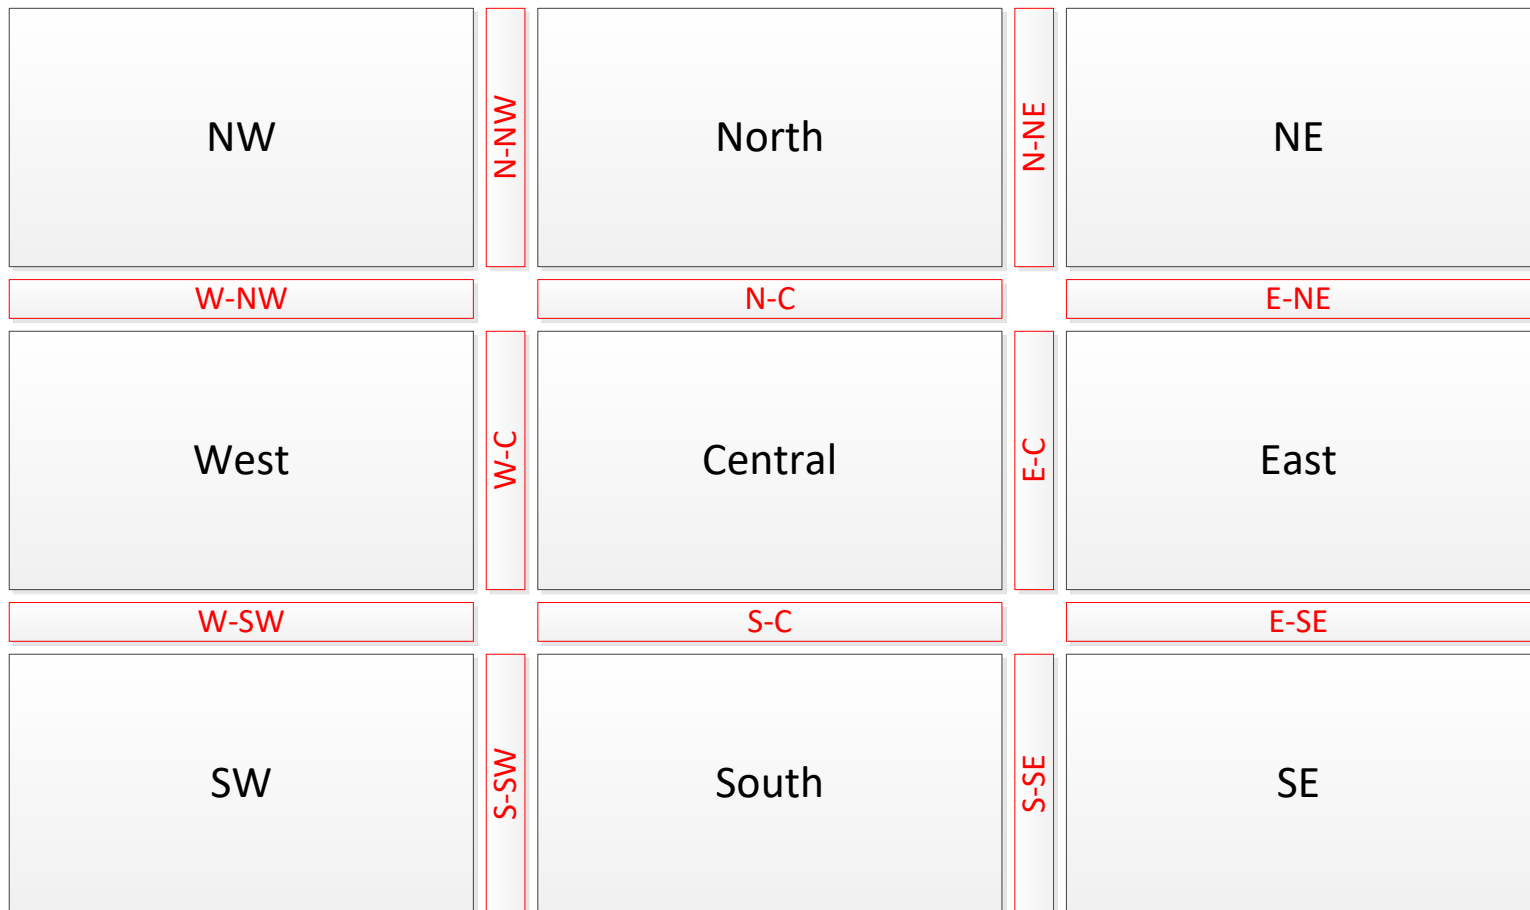 NW
N-NW
North
N-NE
NE
W-NW
N-C
E-NE
West
W-C
Central
E-C
East
W-SW
S-C
E-SE
SW
S-SW
South
S-SE
SE